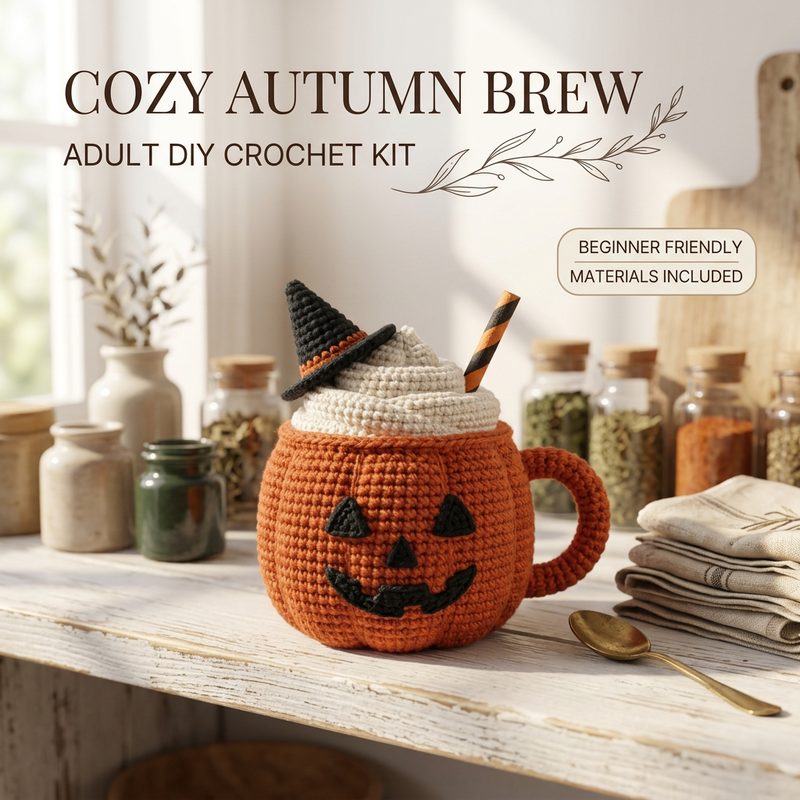 COZY AUTUMN BREW
ADULT DIY CROCHET KIT
BEGINNER FRIENDLY
MATERIALS INCLUDED